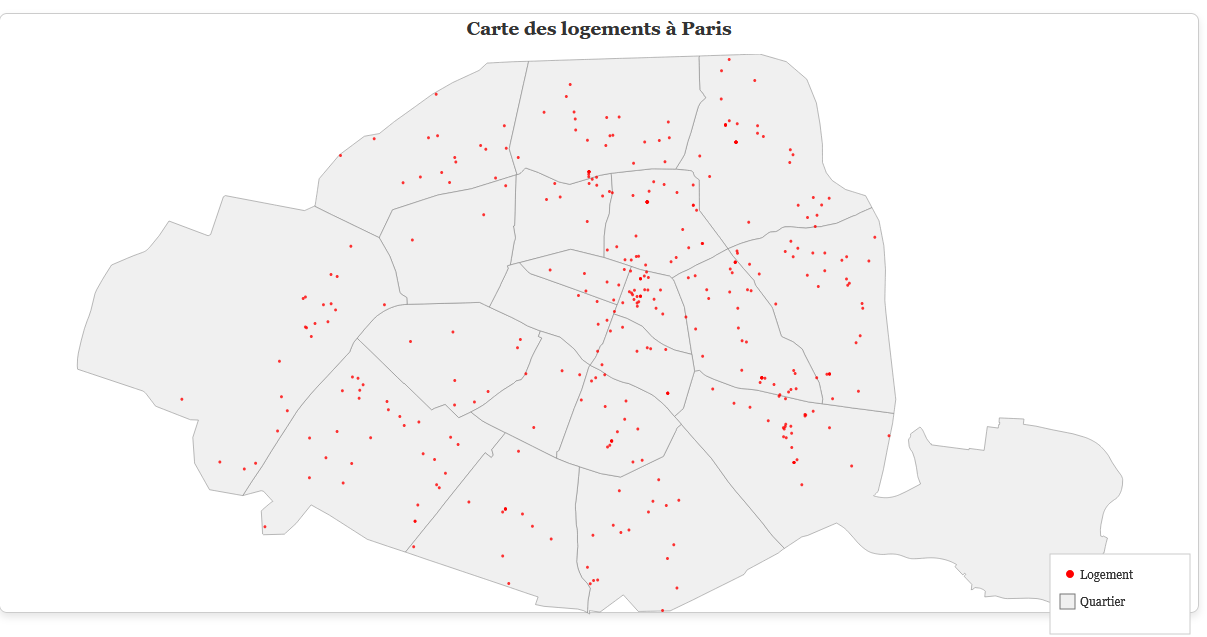 Carte des logements à Paris
Logement
Quartier